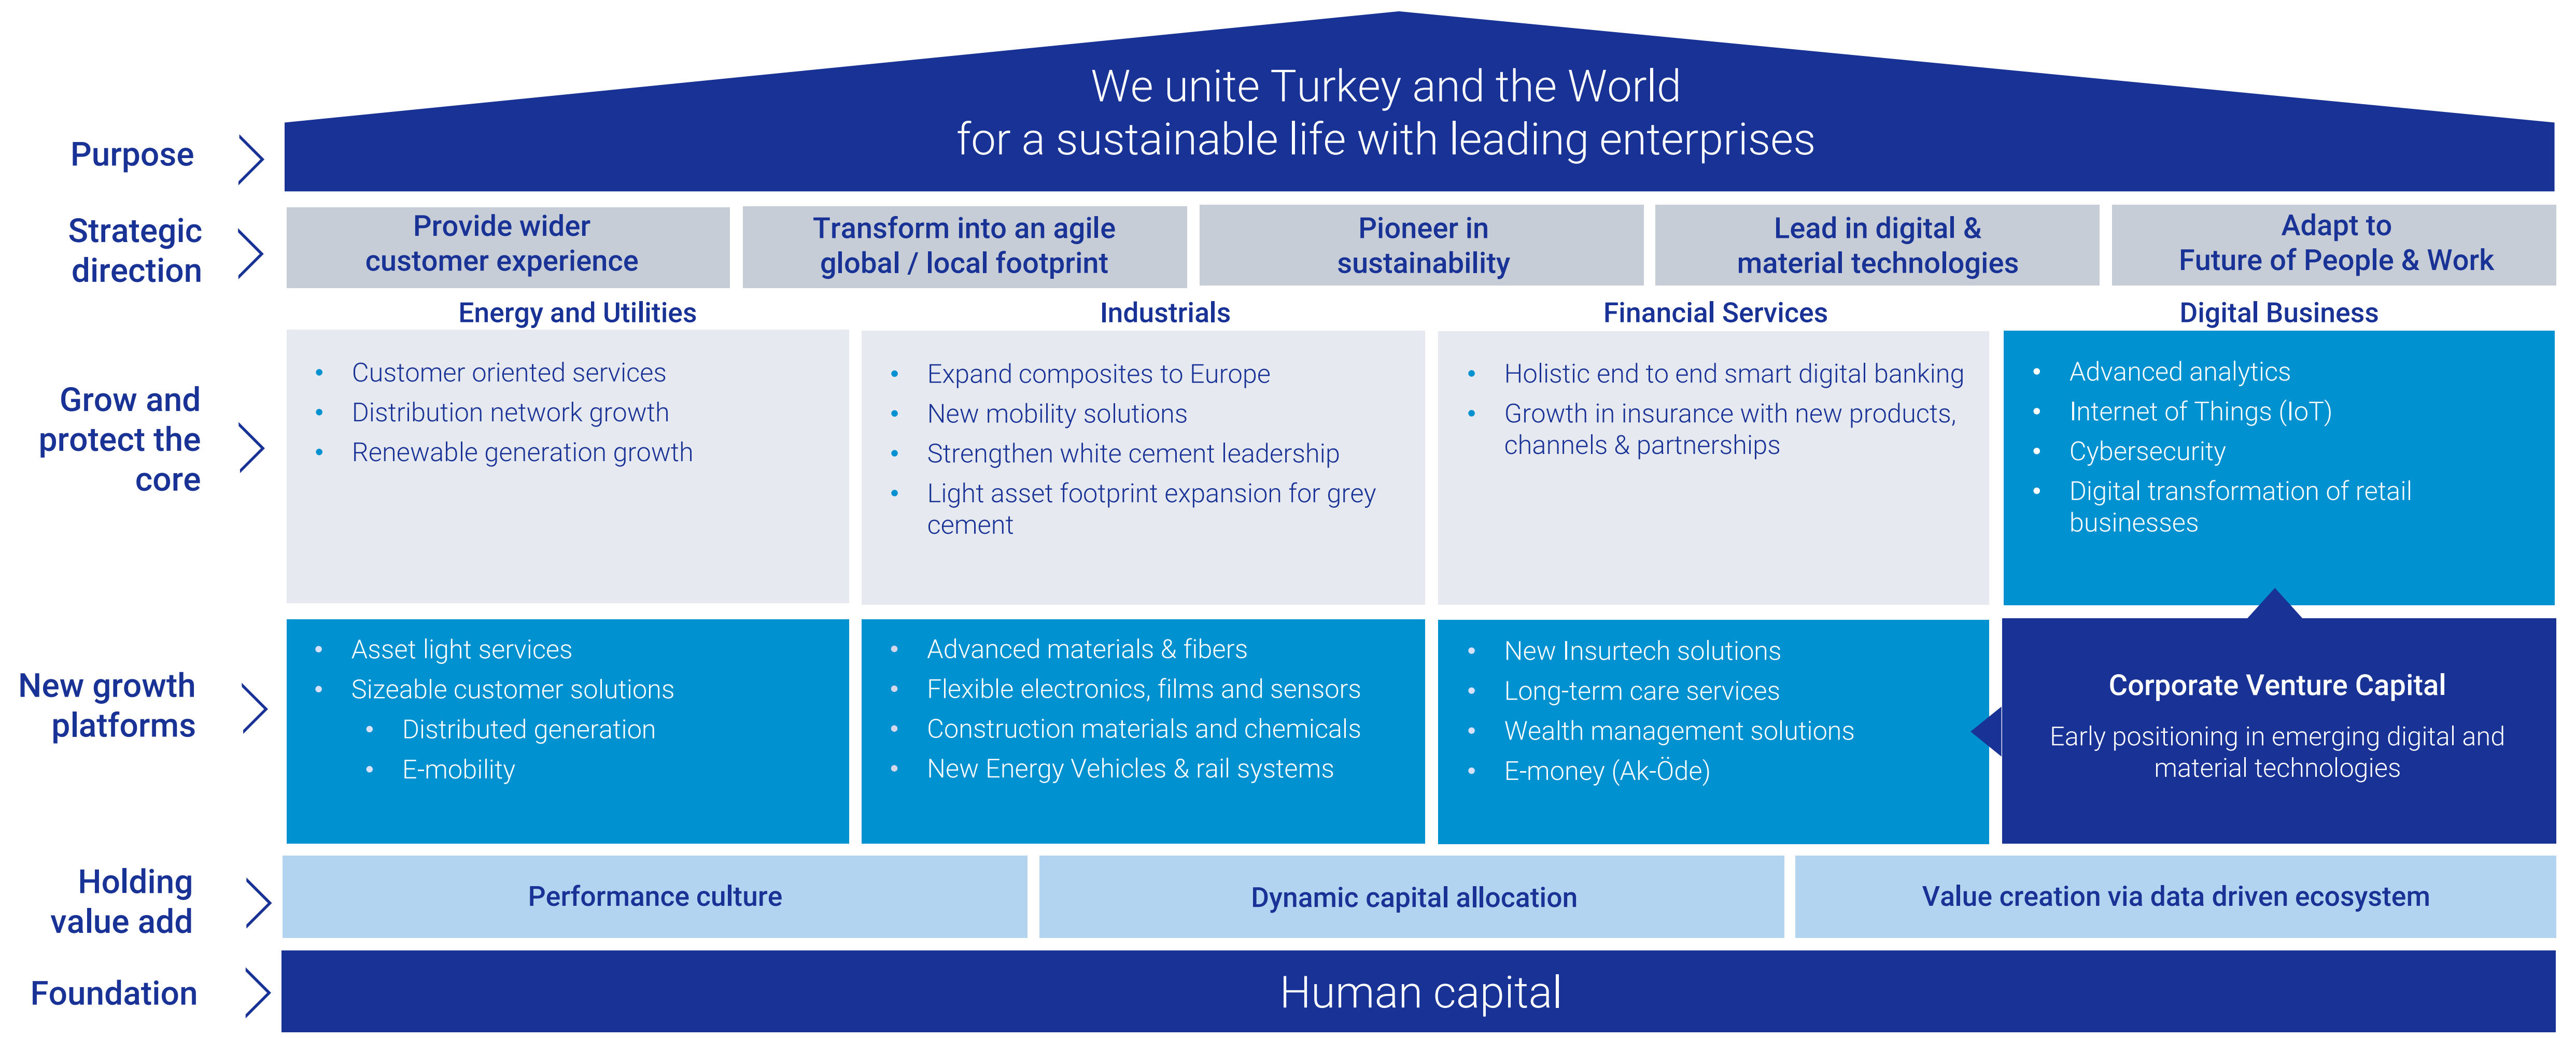 We unite Turkey and the World
for a sustainable life with leading enterprises
Purpose
Strategic
direction
Provide wider
customer experience
Transform into an agile
global / local footprint
Pioneer in
sustainability
Lead in digital &
material technologies
Adapt to
Future of People & Work
Energy and Utilities
Industrials
Financial Services
Digital Business
Grow and
protect the
core
• Customer oriented services
• Distribution network growth
• Renewable generation growth
• Expand composites to Europe
• New mobility solutions
• Strengthen white cement leadership
• Light asset footprint expansion for grey
cement
• Holistic end to end smart digital banking
• Growth in insurance with new products,
channels & partnerships
• Advanced analytics
• Internet of Things (IoT)
• Cybersecurity
• Digital transformation of retail
businesses
New growth
platforms
• Asset light services
• Sizeable customer solutions
• Distributed generation
• E-mobility
• Advanced materials & fibers
• Flexible electronics, films and sensors
• Construction materials and chemicals
• New Energy Vehicles & rail systems
• New Insurtech solutions
• Long-term care services
• Wealth management solutions
• E-money (Ak-Öde)
Corporate Venture Capital
Early positioning in emerging digital and
material technologies
Holding
value add
Performance culture
Dynamic capital allocation
Value creation via data driven ecosystem
Foundation
Human capital